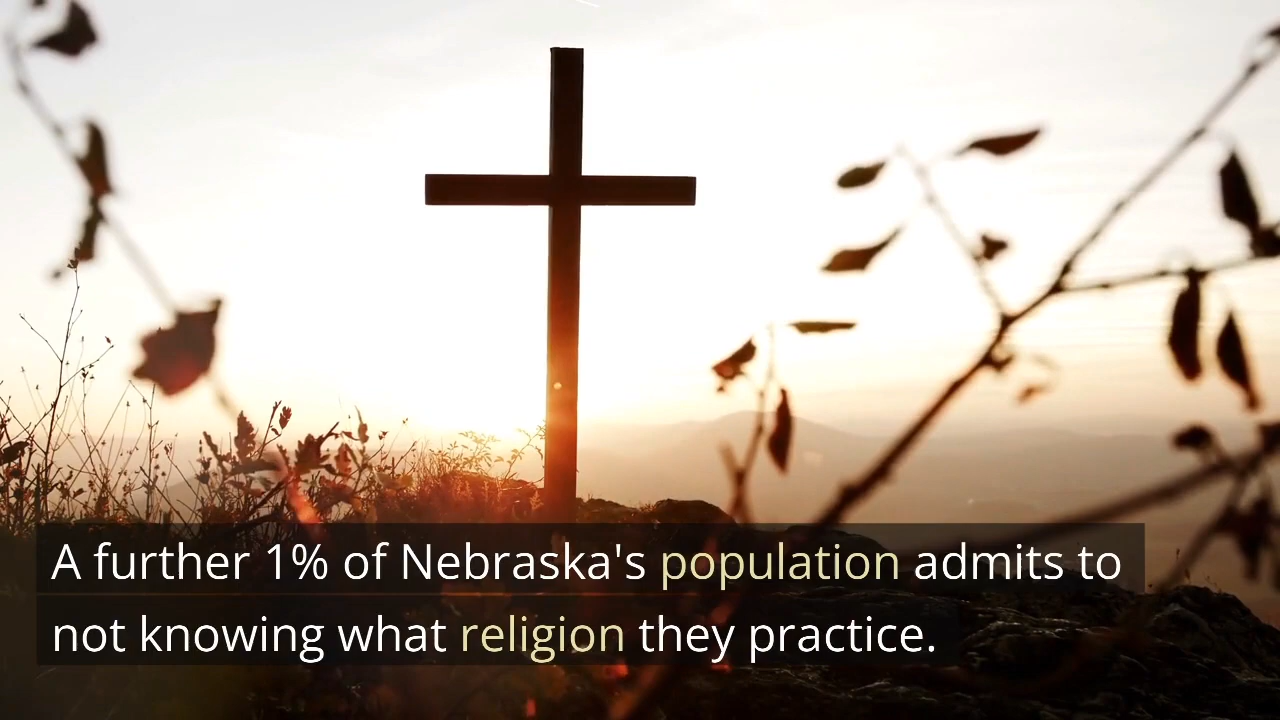 A further 1% of Nebraska's population admits to
not knowing what religion they practice.